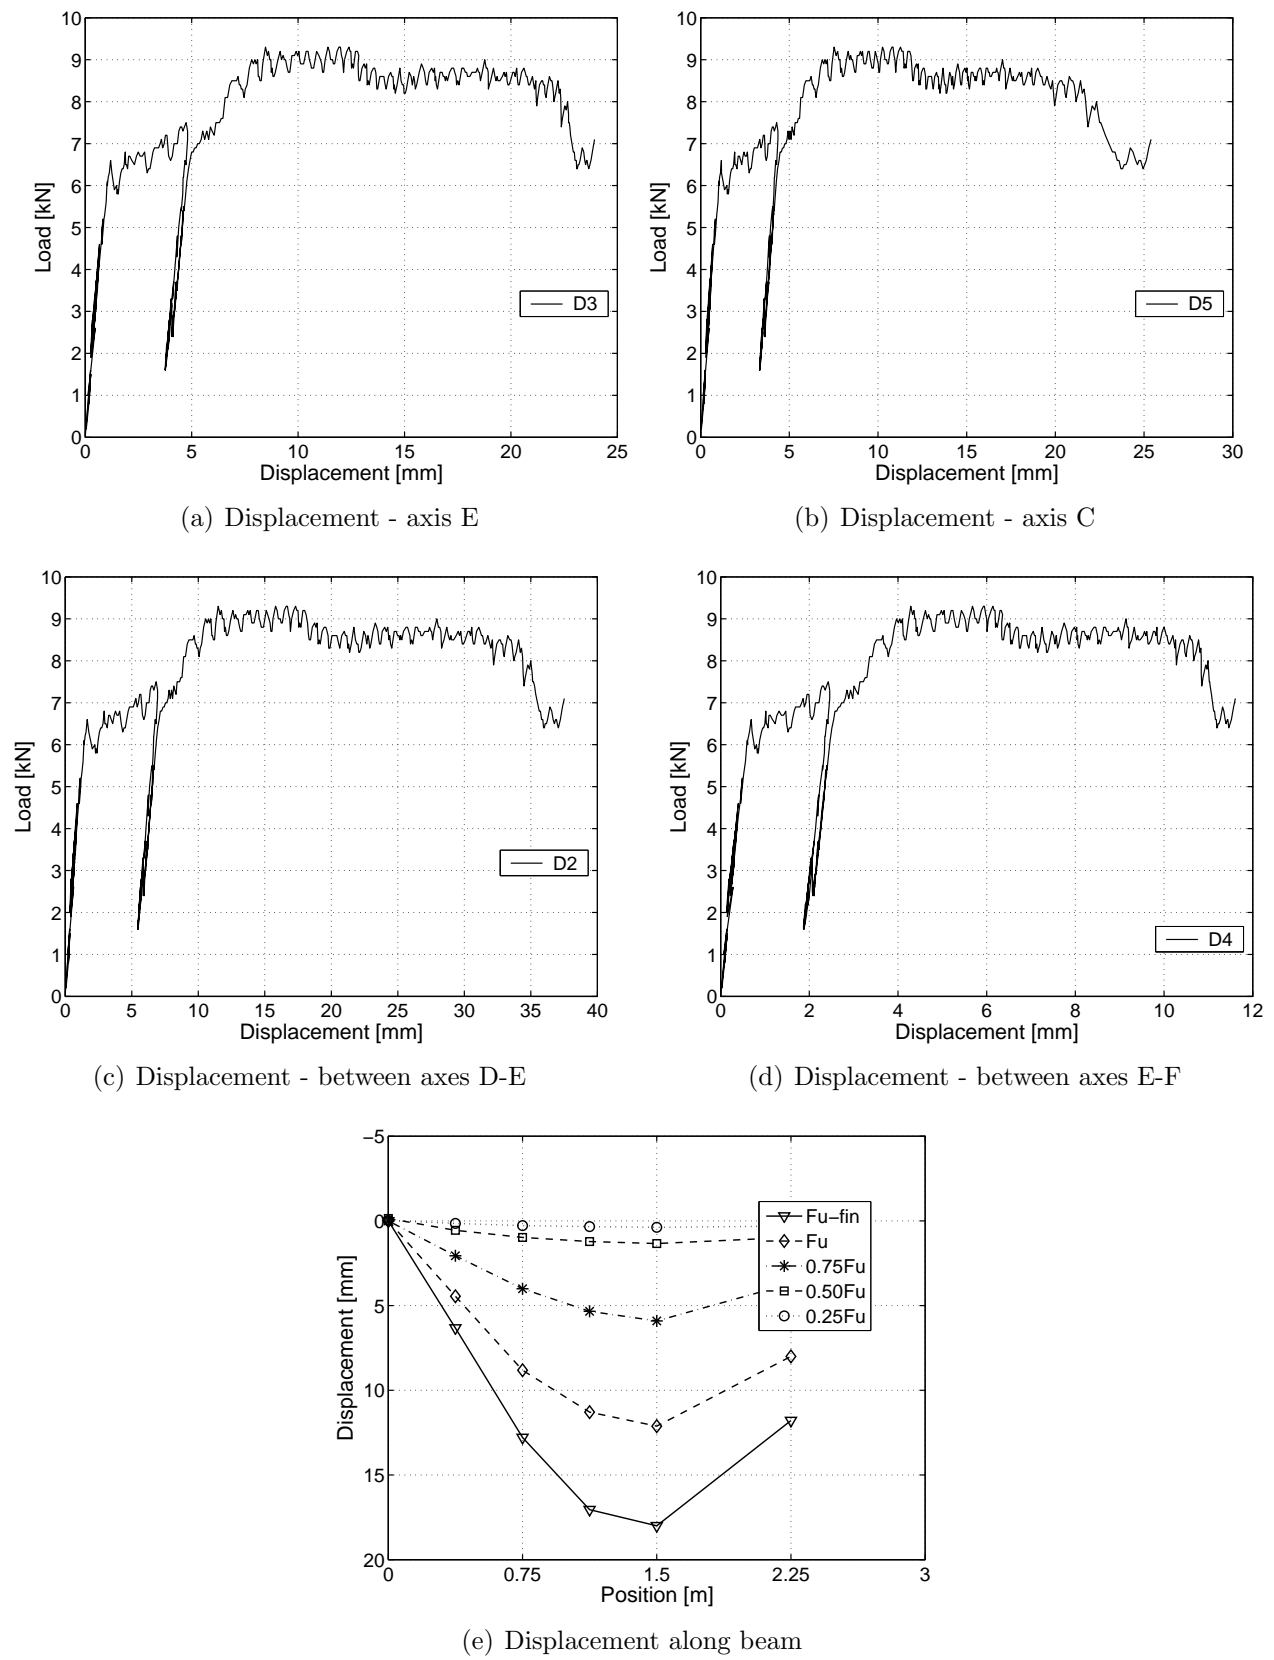 10
9
8
7
6
5
4
3
2
1
0
Load [kN]
D3
0 5 10 15 20 25
Displacement [mm]
(a) Displacement - axis E
10
9
8
7
6
5
4
3
2
1
0
Load [kN]
D5
0 5 10 15 20 25 30
Displacement [mm]
(b) Displacement - axis C
10
9
8
7
6
5
4
3
2
1
0
Load [kN]
D2
0 5 10 15 20 25 30 35 40
Displacement [mm]
(c) Displacement - between axes D-E
10
9
8
7
6
5
4
3
2
1
0
Load [kN]
D4
0 2 4 6 8 10 12
Displacement [mm]
(d) Displacement - between axes E-F
−5
0
5
10
15
20
Displacement [mm]
Fu−fin
Fu
0.75Fu
0.50Fu
0.25Fu
0 0.75 1.5 2.25 3
Position [m]
(e) Displacement along beam